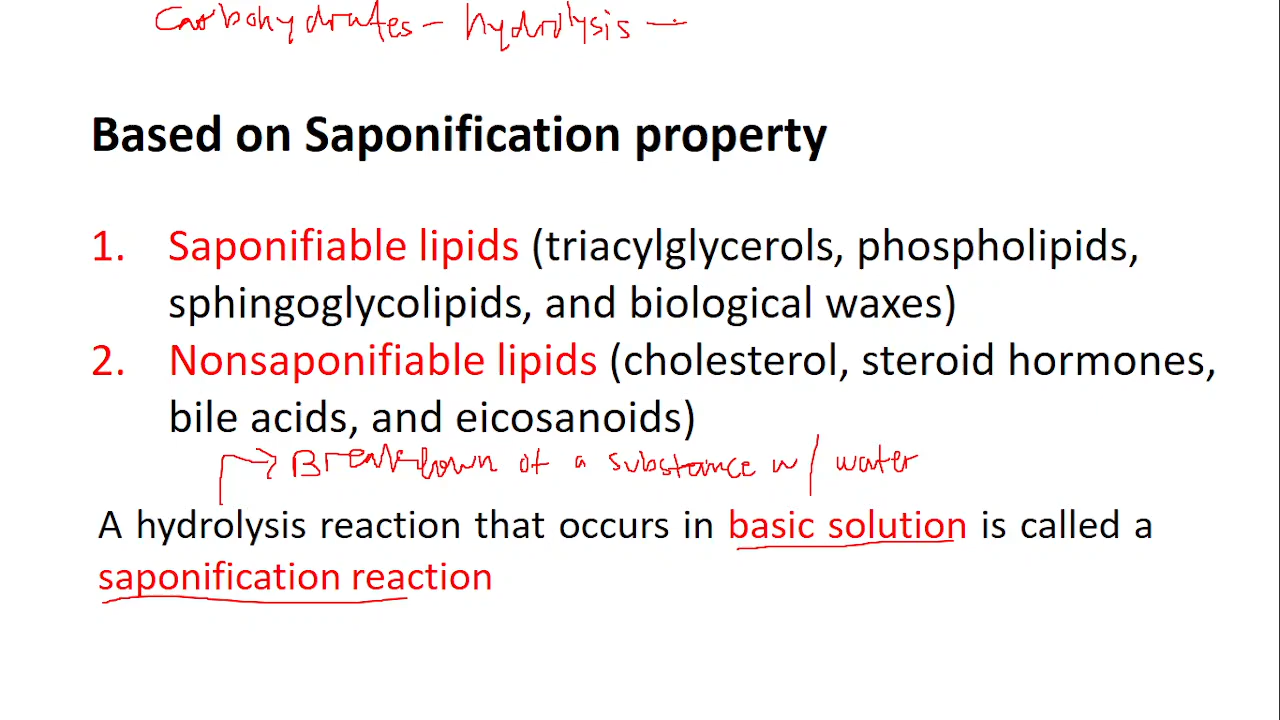 Carbohydrates – hydrolysis –
Based on Saponification property
1. Saponifiable lipids (triacylglycerols, phospholipids,
sphingoglycolipids, and biological waxes)
2. Nonsaponifiable lipids (cholesterol, steroid hormones,
bile acids, and eicosanoids)
Breakdown of a substance w/ water
A hydrolysis reaction that occurs in basic solution is called a
saponification reaction